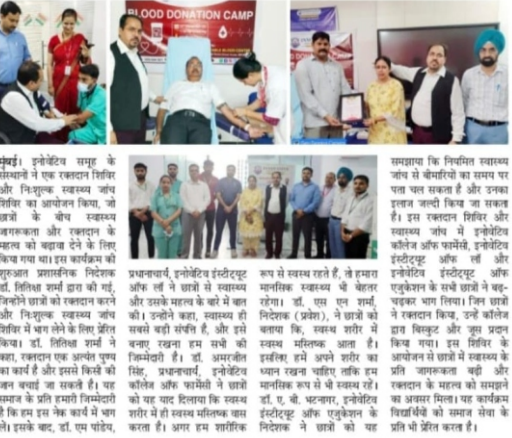 BLOOD DONATION CAMP
मुंबई। इनोवेटिव समूह के
संस्थानों ने एक रक्तदान शिविर
और निःशुल्क स्वास्थ्य जांच
शिविर का आयोजन किया, जो
छात्रों के बीच स्वास्थ्य
जागरूकता और रक्तदान के
महत्व को बढ़ावा देने के लिए
किया गया था। इस कार्यक्रम की
शुरुआत प्रशासनिक निदेशक
डॉ. तितिक्षा शर्मा द्वारा की गई,
जिन्होंने छात्रों को रक्तदान करने
और निःशुल्क स्वास्थ्य जांच
शिविर में भाग लेने के लिए प्रेरित
किया। डॉ. तितिक्षा शर्मा ने
कहा, रक्तदान एक अत्यंत पुण्य
का कार्य है और इससे किसी की
जान बचाई जा सकती है। यह
समाज के प्रति हमारी जिम्मेदारी
है कि हम इस नेक कार्य में भाग
लें। इसके बाद, डॉ. एम पांडेय,
प्रधानाचार्य, इनोवेटिव इंस्टीट्यूट
ऑफ लॉ ने छात्रों से स्वास्थ्य
और उसके महत्व के बारे में बात
की। उन्होंने कहा, स्वास्थ्य ही
सबसे बड़ी संपत्ति है, और इसे
बनाए रखना हम सभी की
जिम्मेदारी है। डॉ. अमरजोत
सिंह, प्रधानाचार्य, इनोवेटिव
कॉलेज ऑफ फार्मेसी ने छात्रों
को यह याद दिलाया कि स्वस्थ
शरीर में ही स्वस्थ मस्तिष्क वास
करता है। अगर हम शारीरिक
रूप से स्वस्थ रहते हैं, तो हमारा
मानसिक स्वास्थ्य भी बेहतर
रहेगा। डॉ. एस एन शर्मा,
निदेशक (प्रवेश), ने छात्रों को
बताया कि, स्वस्थ शरीर में
स्वस्थ मस्तिष्क आता है।
इसलिए हमें अपने शरीर का
ध्यान रखना चाहिए ताकि हम
मानसिक रूप से भी स्वस्थ रहें।
डॉ. ए. बी. भटनागर, इनोवेटिव
इंस्टीट्यूट ऑफ एजुकेशन के
निदेशक ने छात्रों को यह
समझाया कि नियमित स्वास्थ्य
जांच से बीमारियों का समय पर
पता चल सकता है और उनका
इलाज जल्दी किया जा सकता
है। इस रक्तदान शिविर और
स्वास्थ्य जांच में इनोवेटिव
कॉलेज ऑफ फार्मेसी, इनोवेटिव
इंस्टीट्यूट ऑफ लॉ और
इनोवेटिव इंस्टीट्यूट ऑफ
एजुकेशन के सभी छात्रों ने बढ़-
चढ़कर भाग लिया। जिन छात्रों
ने रक्तदान किया, उन्हें कॉलेज
द्वारा बिस्कुट और जूस प्रदान
किया गया। इस शिविर के
आयोजन से छात्रों में स्वास्थ्य के
प्रति जागरूकता बढ़ी और
रक्तदान के महत्व को समझने
का अवसर मिला। यह कार्यक्रम
विद्यार्थियों को समाज सेवा के
प्रति भी प्रेरित करता है।